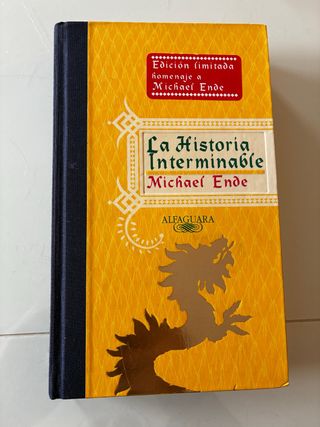 Edición limitada
homenaje a
Michael Ende
La Historia
Interminable
Michael Ende
ALFAGUARA